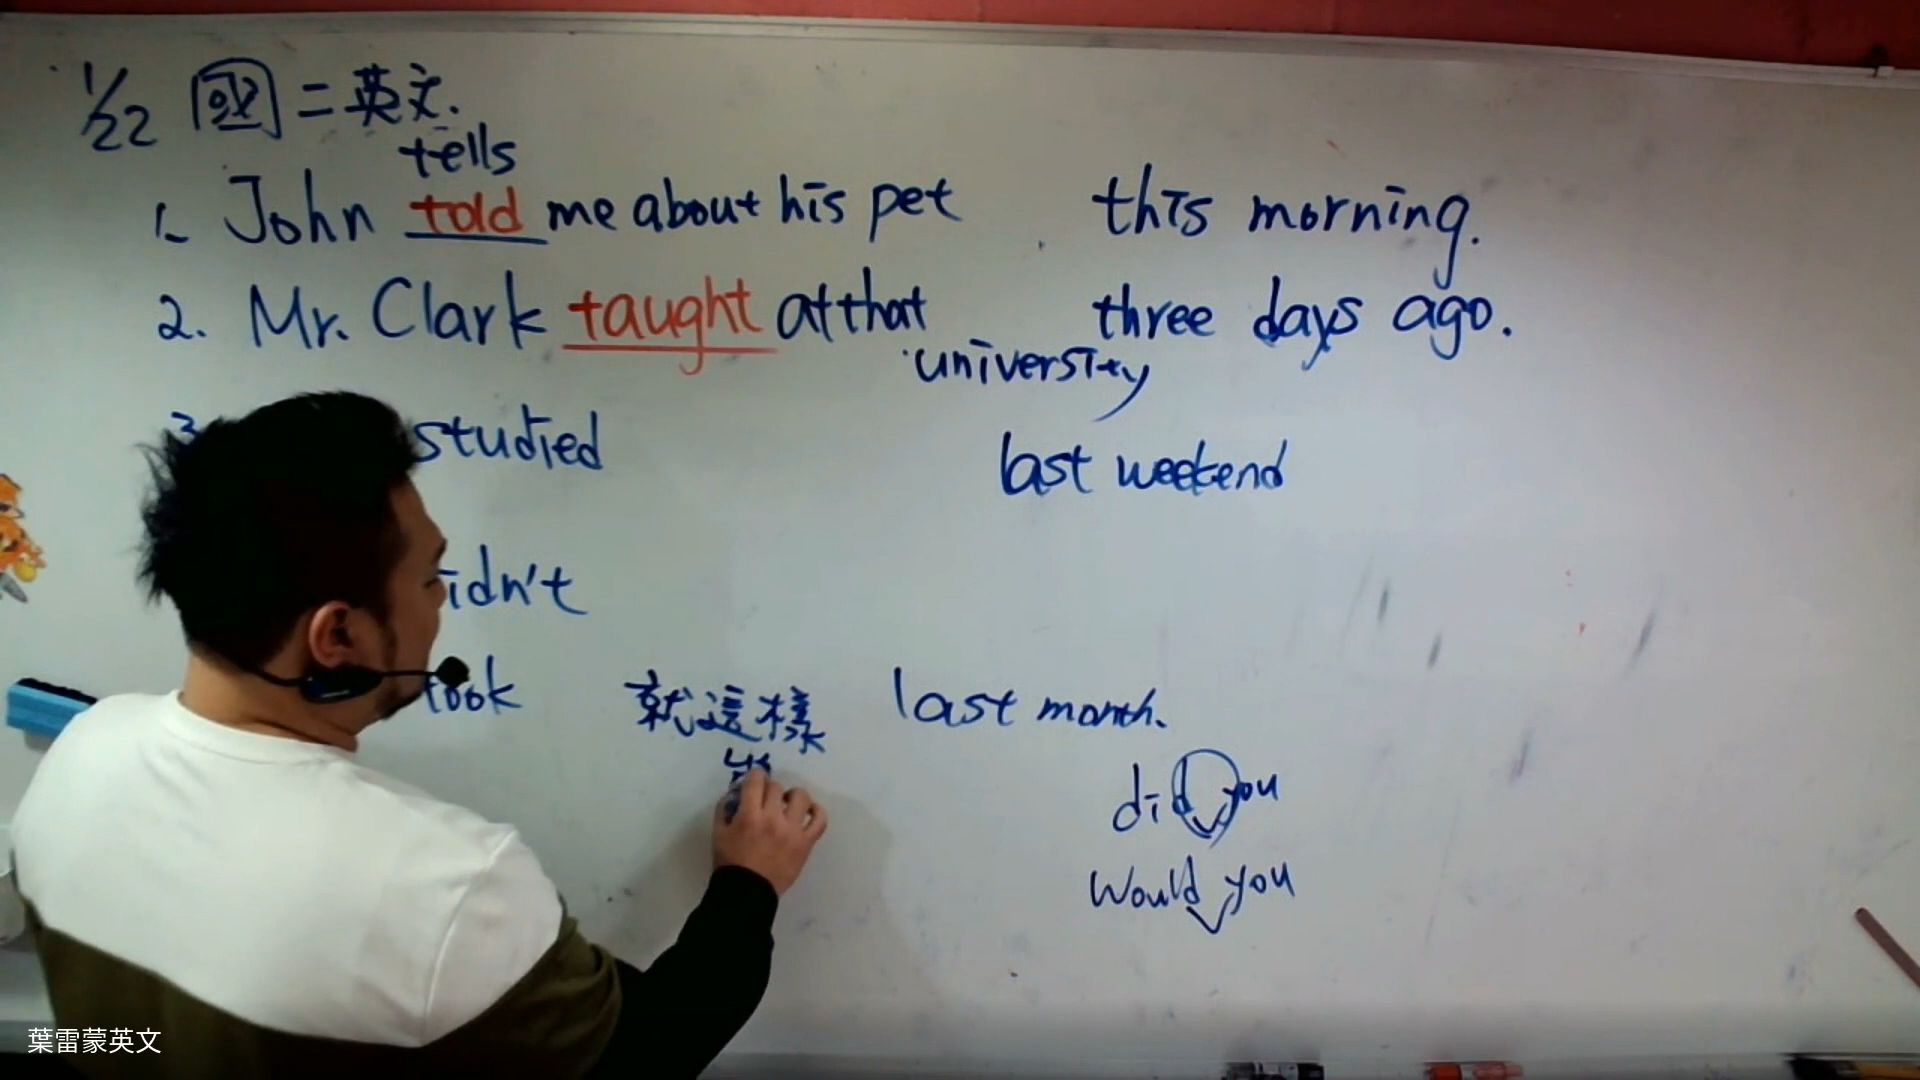 1/22 國二英文.
tells
1. John told me about his pet this morning.
2. Mr. Clark taught at that three days ago.
university
3 studied last weekend
idn't
took 就這樣 last month.
did you
Would you
葉雷蒙英文